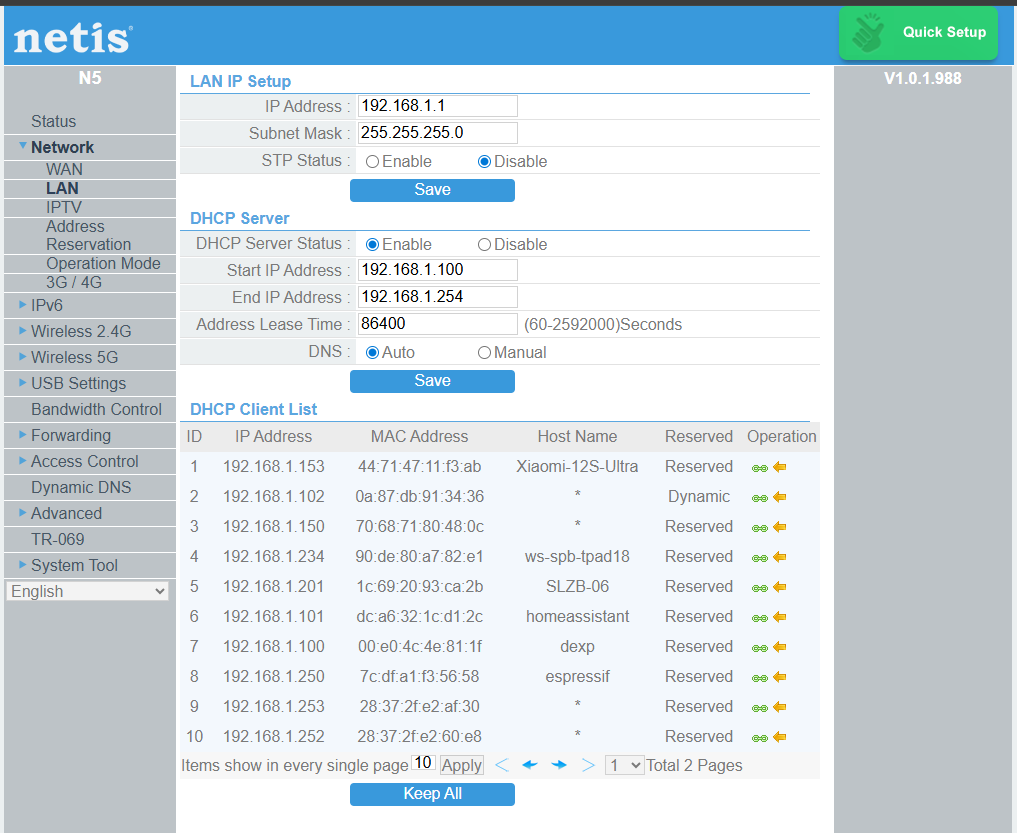 netis
Quick Setup
N5
V1.0.1.988
Status
Network
WAN
LAN
IPTV
Address
Reservation
Operation Mode
3G / 4G
IPv6
Wireless 2.4G
Wireless 5G
USB Settings
Bandwidth Control
Forwarding
Access Control
Dynamic DNS
Advanced
TR-069
System Tool
English
LAN IP Setup
IP Address : 192.168.1.1
Subnet Mask : 255.255.255.0
STP Status : Enable Disable
Save
DHCP Server
DHCP Server Status : Enable Disable
Start IP Address : 192.168.1.100
End IP Address : 192.168.1.254
Address Lease Time : 86400 (60-2592000)Seconds
DNS : Auto Manual
Save
DHCP Client List
ID IP Address MAC Address Host Name Reserved Operation
1 192.168.1.153 44:71:47:11:f3:ab Xiaomi-12S-Ultra Reserved
2 192.168.1.102 0a:87:db:91:34:36 * Dynamic
3 192.168.1.150 70:68:71:80:48:0c * Reserved
4 192.168.1.234 90:de:80:a7:82:e1 ws-spb-tpad18 Reserved
5 192.168.1.201 1c:69:20:93:ca:2b SLZB-06 Reserved
6 192.168.1.101 dc:a6:32:1c:d1:2c homeassistant Reserved
7 192.168.1.100 00:e0:4c:4e:81:1f dexp Reserved
8 192.168.1.250 7c:df:a1:f3:56:58 espressif Reserved
9 192.168.1.253 28:37:2f:e2:af:30 * Reserved
10 192.168.1.252 28:37:2f:e2:60:e8 * Reserved
Items show in every single page 10 Apply < > 1 Total 2 Pages
Keep All